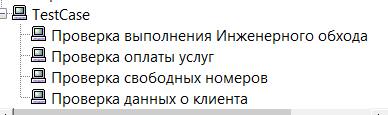 TestCase
Проверка выполнения Инженерного обхода
Проверка оплаты услуг
Проверка свободных номеров
Проверка данных о клиента